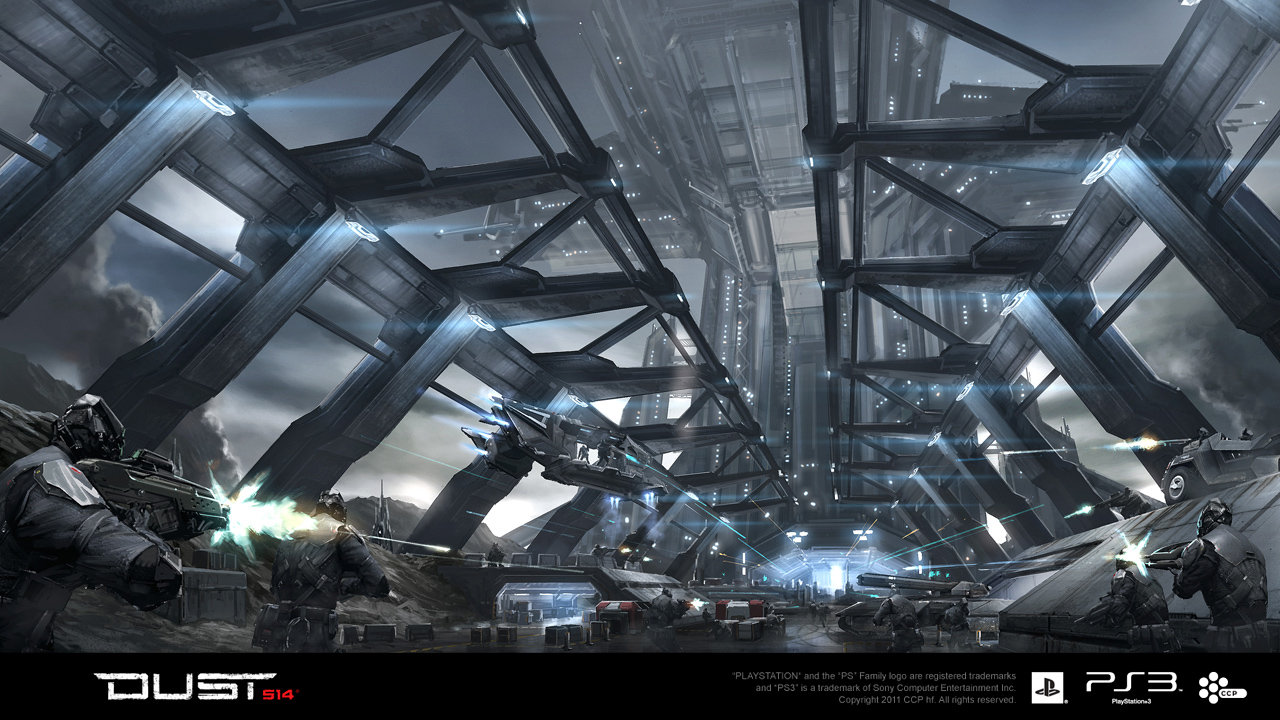 DUST 514®
"PLAYSTATION" and the "PS" Family logo are registered trademarks
and "PS3" is a trademark of Sony Computer Entertainment Inc.
Copyright 2011 CCP hf. All rights reserved.
PS3™
PlayStation®3
CCP